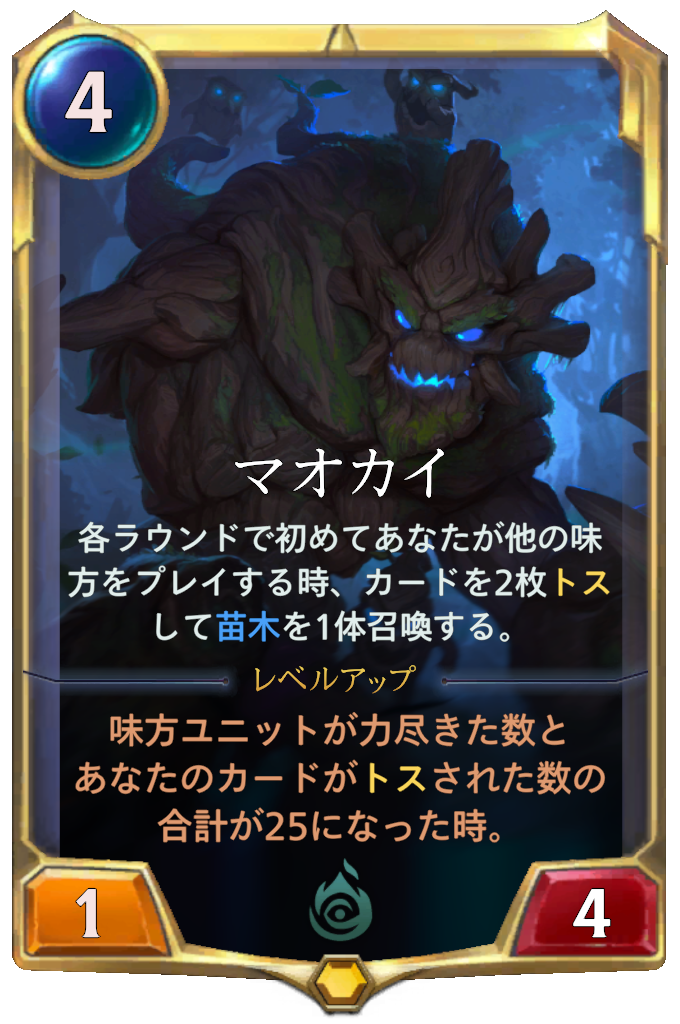 4
マオカイ
各ラウンドで初めてあなたが他の味
方をプレイする時、カードを2枚トス
して苗木を1体召喚する。
レベルアップ
味方ユニットが力尽きた数と
あなたのカードがトスされた数の
合計が25になった時。
1
4